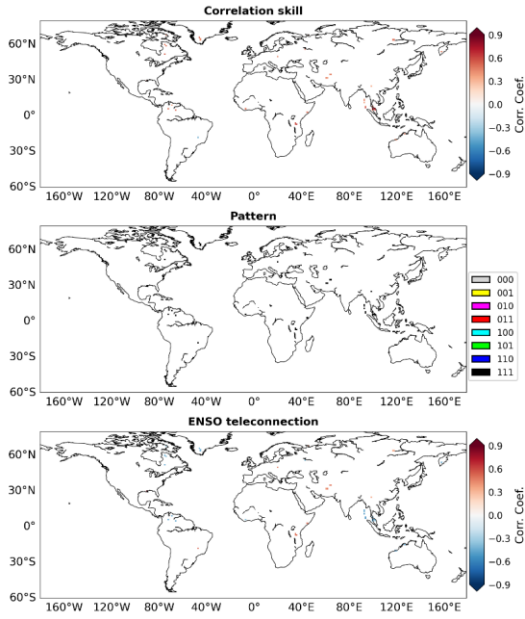 Correlation skill
60°N
30°N
0°
30°S
60°S
160°W 120°W 80°W 40°W 0° 40°E 80°E 120°E 160°E
0.9
0.6
0.3
0.0
−0.3
−0.6
−0.9
Corr. Coef.
Pattern
60°N
30°N
0°
30°S
60°S
160°W 120°W 80°W 40°W 0° 40°E 80°E 120°E 160°E
000
001
010
011
100
101
110
111
ENSO teleconnection
60°N
30°N
0°
30°S
60°S
160°W 120°W 80°W 40°W 0° 40°E 80°E 120°E 160°E
0.9
0.6
0.3
0.0
−0.3
−0.6
−0.9
Corr. Coef.